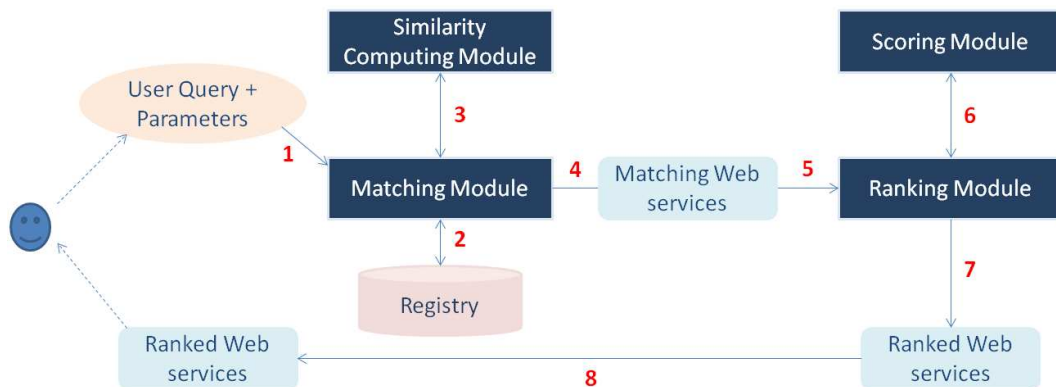 Similarity
Computing Module
Scoring Module
User Query +
Parameters
3
6
1
Matching Module
4
Matching Web
services
5
Ranking Module
2
7
Registry
Ranked Web
services
8
Ranked Web
services